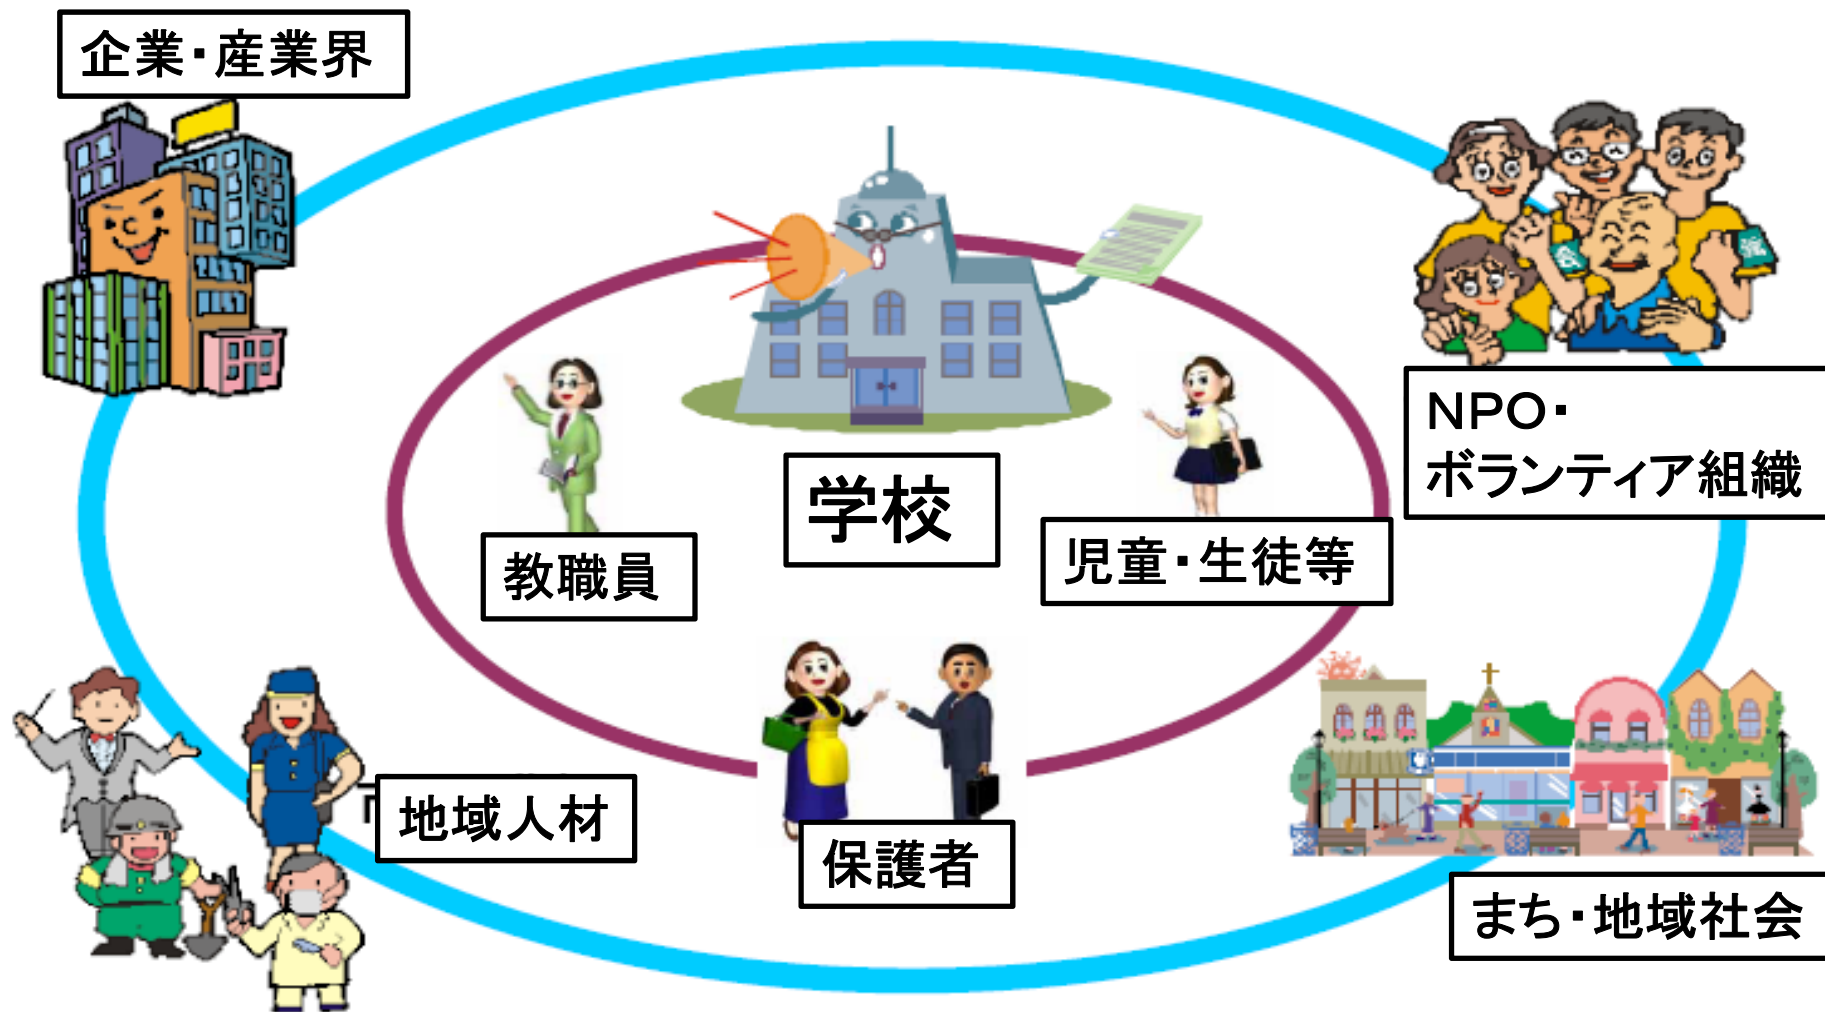 企業・産業界
学校
NPO・
ボランティア組織
教職員
児童・生徒等
地域人材
保護者
まち・地域社会